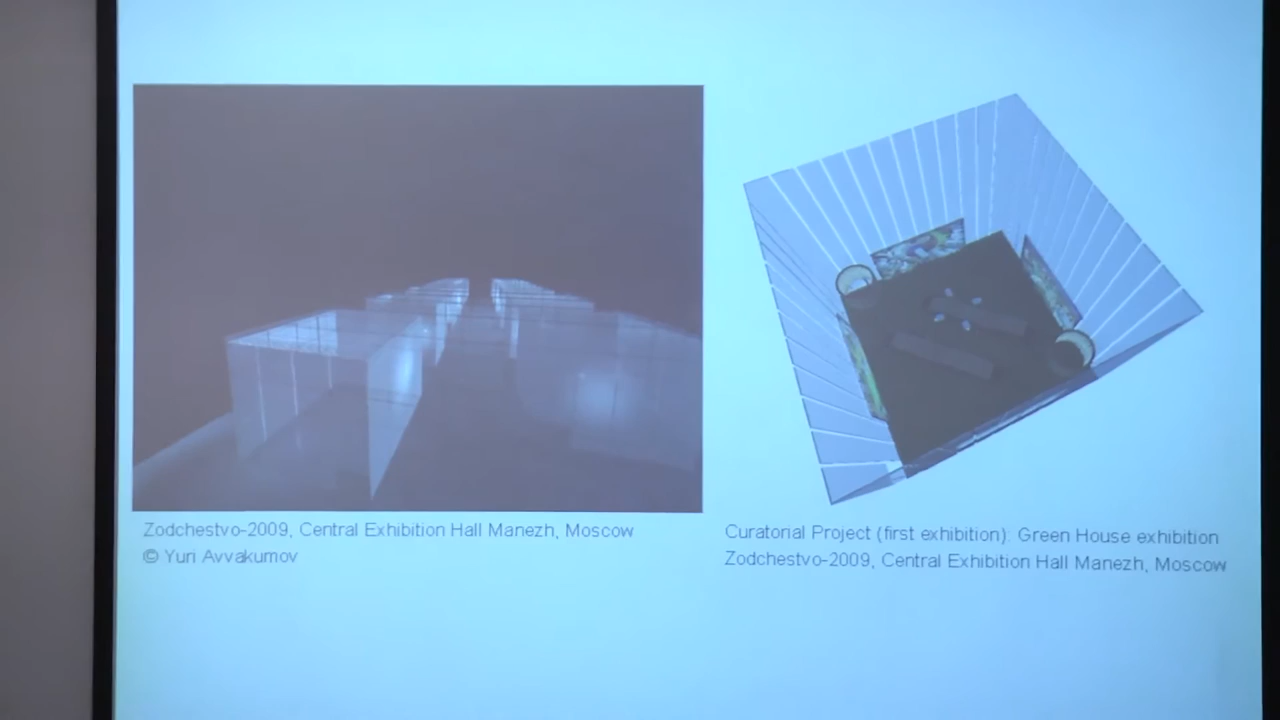 Zodchestvo-2009, Central Exhibition Hall Manezh, Moscow
© Yuri Avvakumov
Curatorial Project (first exhibition): Green House exhibition
Zodchestvo-2009, Central Exhibition Hall Manezh, Moscow